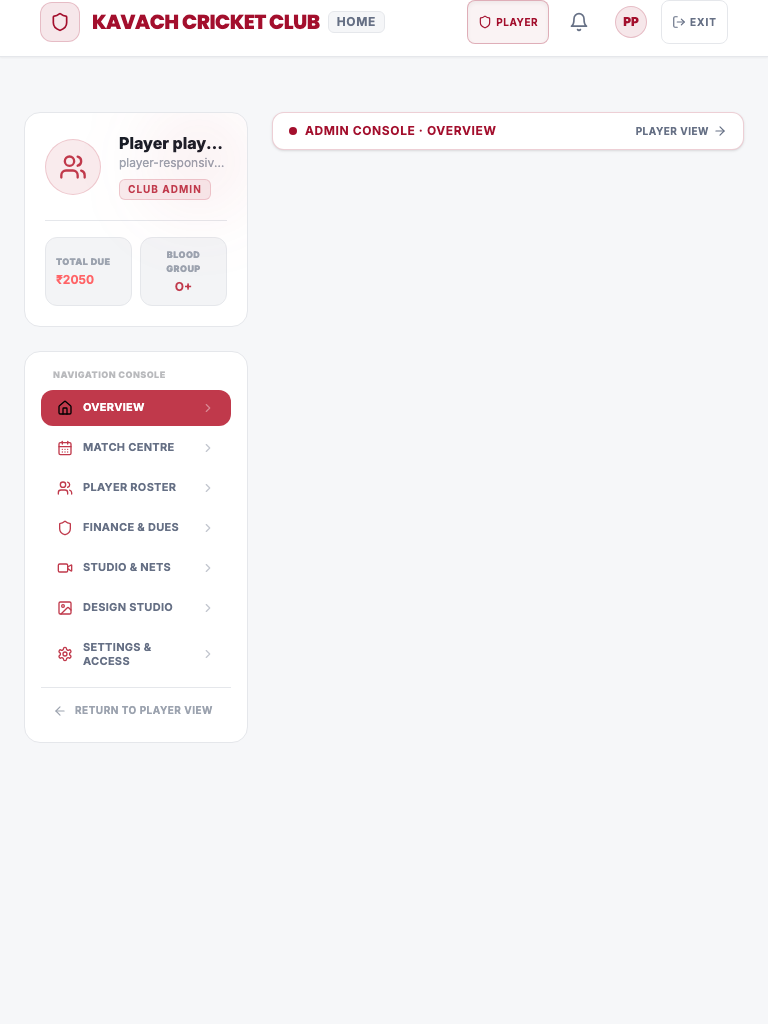 KAVACH CRICKET CLUB HOME PLAYER PP EXIT
Player play...
player-responsiv...
CLUB ADMIN
TOTAL DUE
₹2050
BLOOD
GROUP
O+
ADMIN CONSOLE · OVERVIEW PLAYER VIEW
NAVIGATION CONSOLE
OVERVIEW
MATCH CENTRE
PLAYER ROSTER
FINANCE & DUES
STUDIO & NETS
DESIGN STUDIO
SETTINGS &
ACCESS
RETURN TO PLAYER VIEW